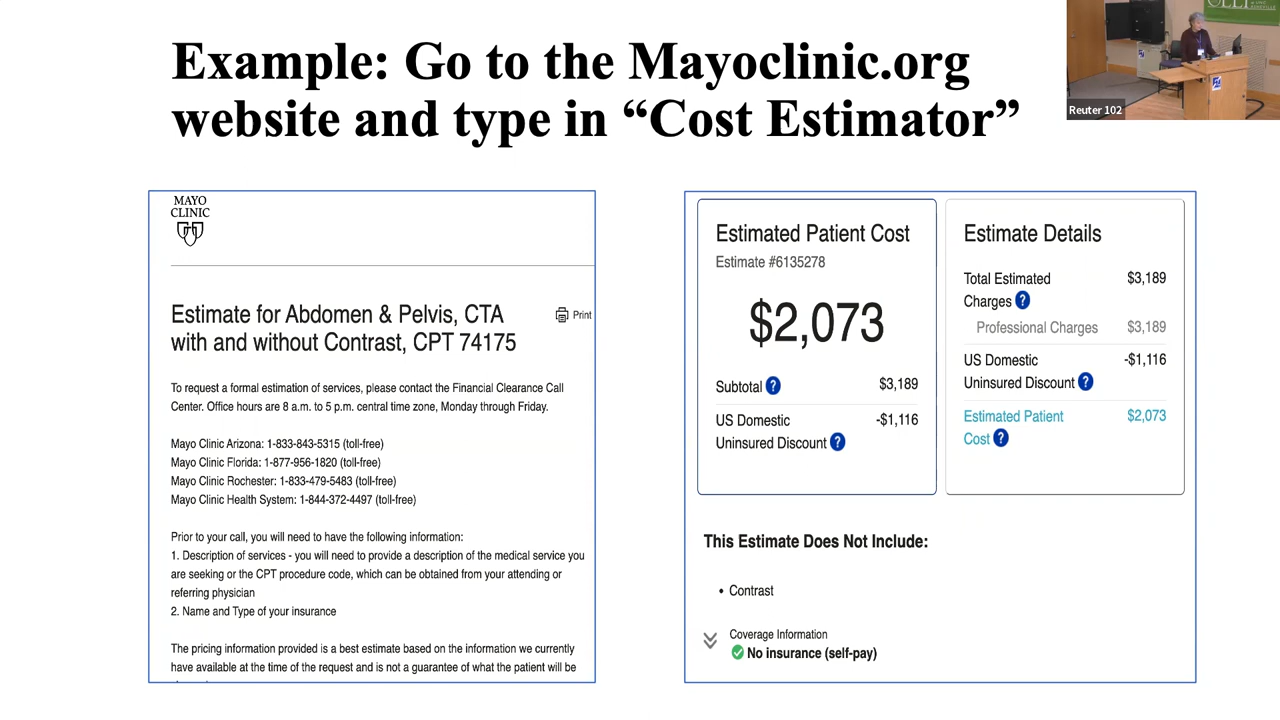 Example: Go to the Mayoclinic.org
website and type in “Cost Estimator”
Reuter 102
MAYO
CLINIC
Estimate for Abdomen & Pelvis, CTA
with and without Contrast, CPT 74175
Print
To request a formal estimation of services, please contact the Financial Clearance Call
Center. Office hours are 8 a.m. to 5 p.m. central time zone, Monday through Friday.
Mayo Clinic Arizona: 1-833-843-5315 (toll-free)
Mayo Clinic Florida: 1-877-956-1820 (toll-free)
Mayo Clinic Rochester: 1-833-479-5483 (toll-free)
Mayo Clinic Health System: 1-844-372-4497 (toll-free)
Prior to your call, you will need to have the following information:
1. Description of services - you will need to provide a description of the medical service you
are seeking or the CPT procedure code, which can be obtained from your attending or
referring physician
2. Name and Type of your insurance
The pricing information provided is a best estimate based on the information we currently
have available at the time of the request and is not a guarantee of what the patient will be
Estimated Patient Cost
Estimate #6135278
$2,073
Subtotal ? $3,189
US Domestic -$1,116
Uninsured Discount ?
Estimate Details
Total Estimated $3,189
Charges ?
Professional Charges $3,189
US Domestic -$1,116
Uninsured Discount ?
Estimated Patient $2,073
Cost ?
This Estimate Does Not Include:
• Contrast
Coverage Information
No insurance (self-pay)